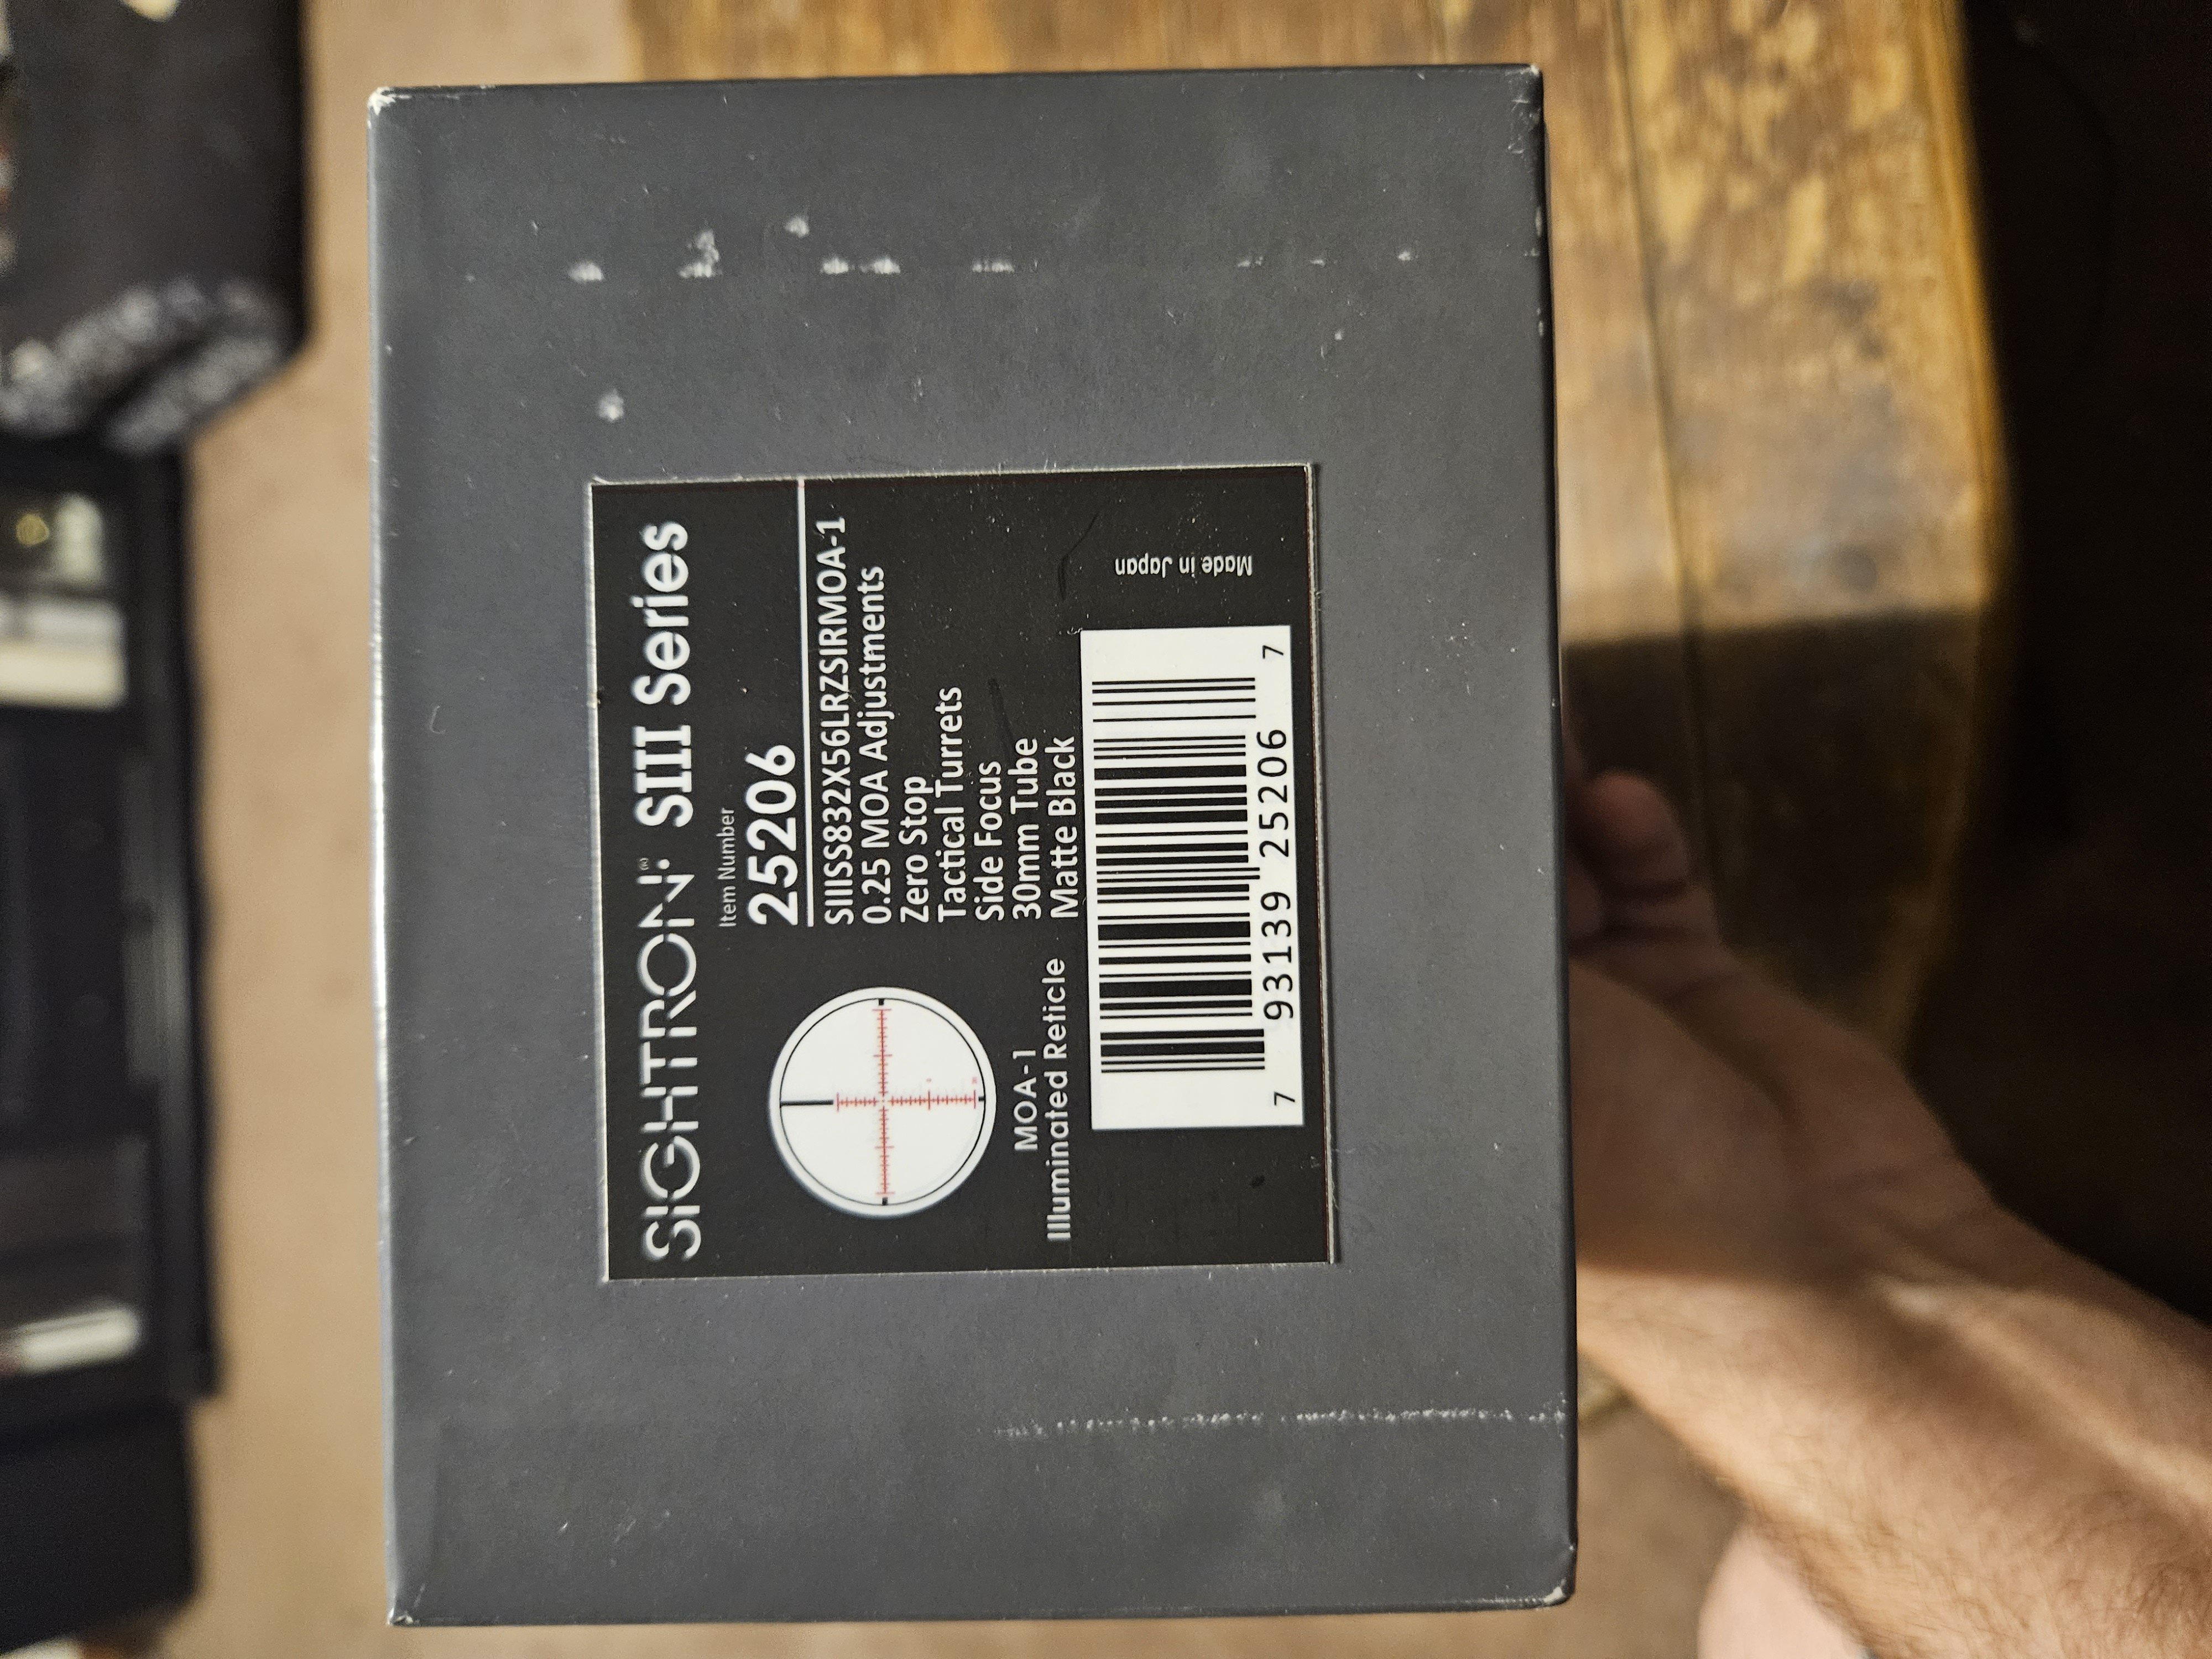 SIGHTRON® SIII Series
Item Number
25206
SIIISS832X56LRZSIRMOA-1
0.25 MOA Adjustments
Zero Stop
Tactical Turrets
Side Focus
30mm Tube
Matte Black
MOA-1
Illuminated Reticle
7 93139 25206 7
Made in Japan